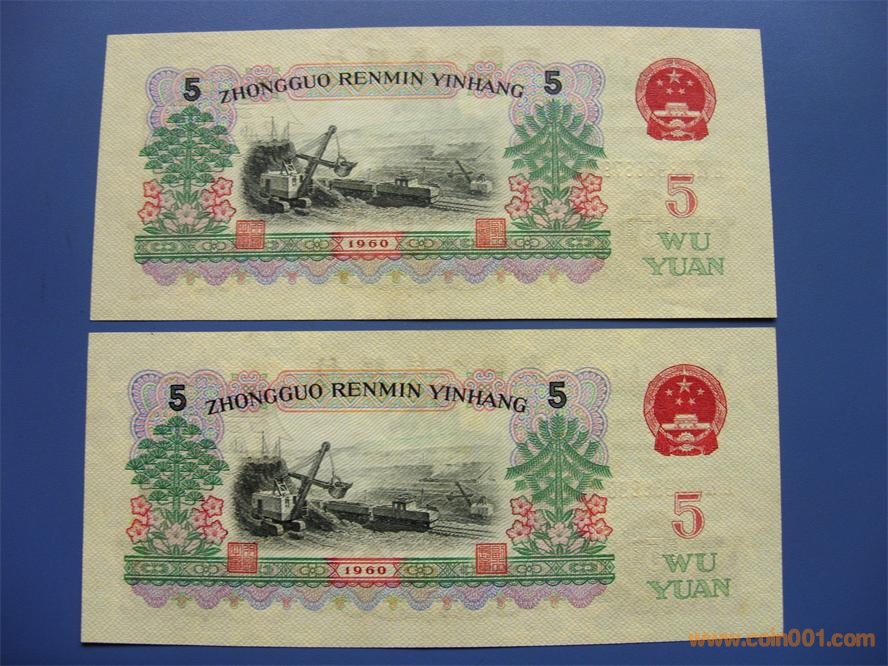 5 ZHONGGUO RENMIN YINHANG 5
1960
5
WU
YUAN
5 ZHONGGUO RENMIN YINHANG 5
1960
5
WU
YUAN
www.coin001.com